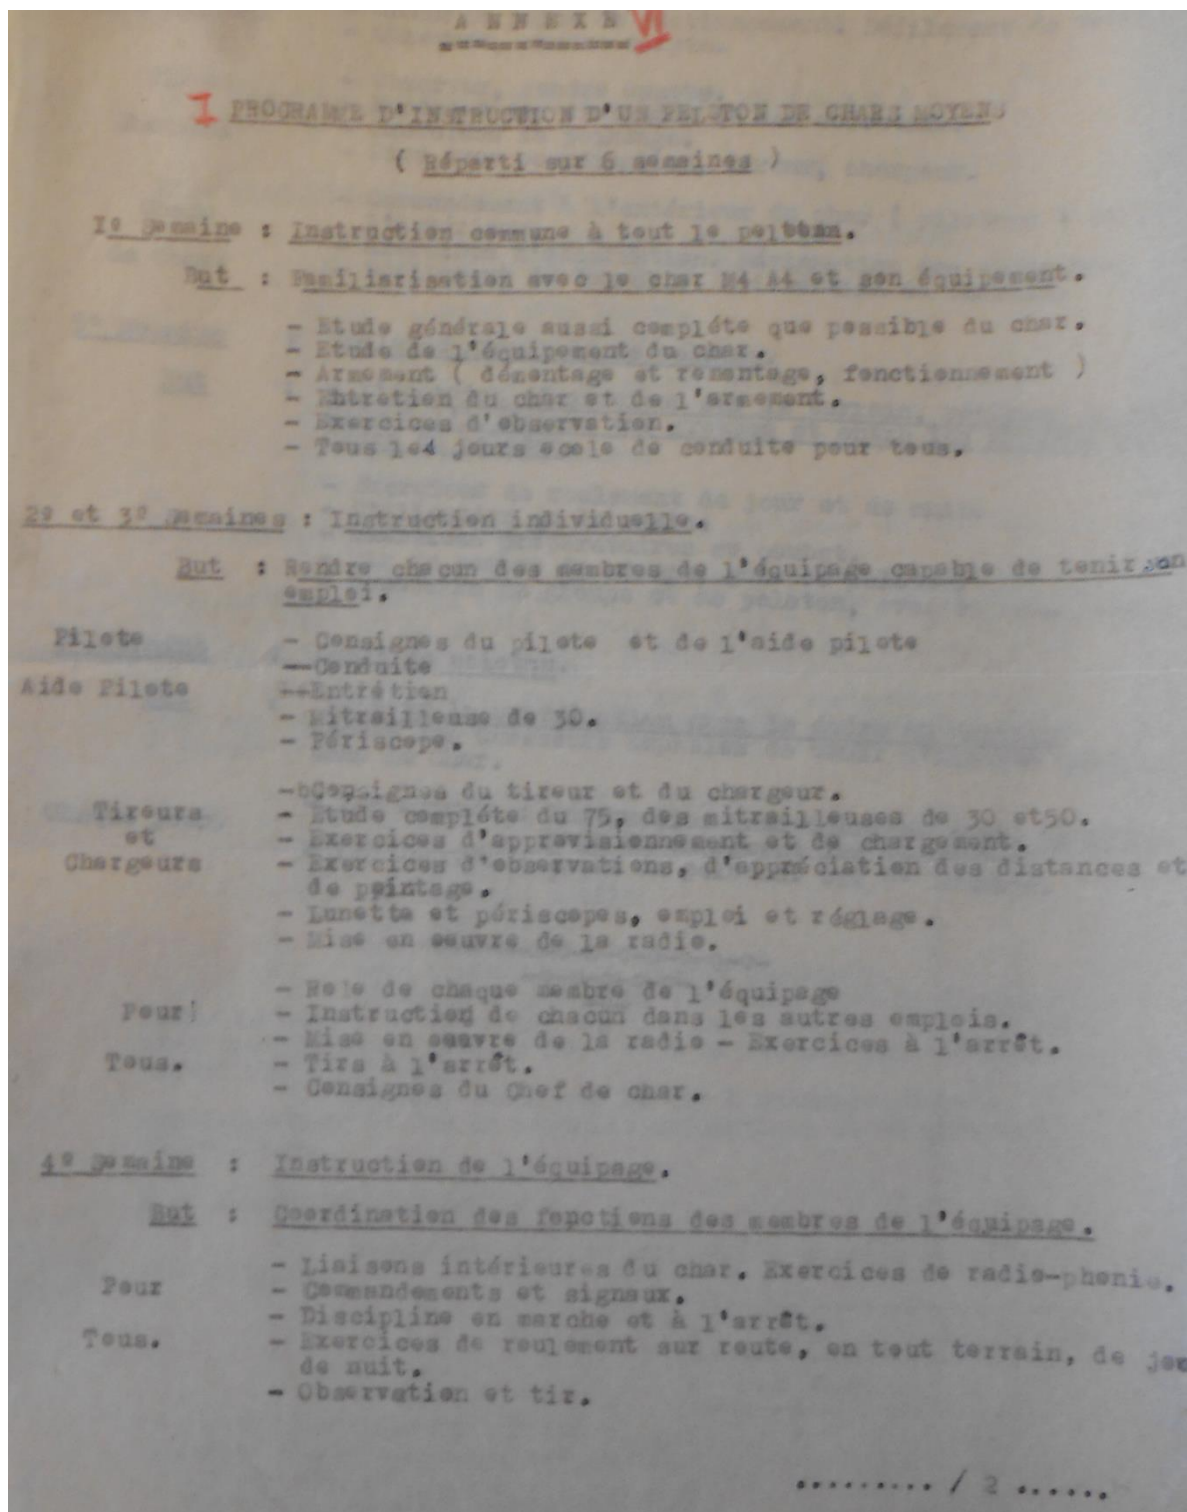 ANNEXE VI
I PROGRAMME D'INSTRUCTION D'UN PELOTON DE CHARS MOYENS
( Réparti sur 6 semaines )
1º Semaine : Instruction commune à tout le peloton.
But : Familiarisation avec le char M4 A4 et son équipement.
- Etude générale aussi complète que possible du char.
- Etude de l'équipement du char.
- Armement ( démontage et remontage, fonctionnement )
- Entretien du char et de l'armement.
- Exercices d'observation.
- Tous les jours ecole de conduite pour tous.
2º et 3º Semaines : Instruction individuelle.
But : Rendre chacun des membres de l'équipage capable de tenir son
emploi.
Pilote - Consignes du pilote et de l'aide pilote
--Conduite
Aide Pilote --Entrétien
- Mitrailleuse de 30.
- Périscope.
- Consignes du tireur et du chargeur.
Tireurs - Etude complète du 75, des mitrailleuses de 30 et50.
et - Exercices d'approvisionnement et de chargement.
Chargeurs - Exercices d'observations, d'appréciation des distances et
de pointage.
- Lunette et périscopes, emploi et réglage.
- Mise en oeuvre de la radio.
- Role de chaque membre de l'équipage
Pour - Instruction de chacun dans les autres emplois.
- Mise en oeuvre de la radio - Exercices à l'arrêt.
Tous. - Tirs à l'arrêt.
- Consignes du Chef de char.
4º Semaine : Instruction de l'équipage.
But : Coordination des fonctions des membres de l'équipage.
- Liaisons intérieures du char. Exercices de radio-phonie.
Pour - Commandements et signaux.
- Discipline en marche et à l'arrêt.
Tous. - Exercices de roulement sur route, en tout terrain, de jou
de nuit.
- Observation et tir.
......... / 2 ......